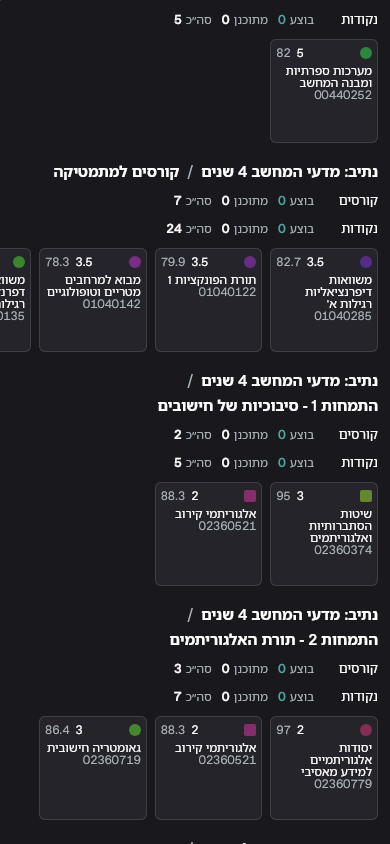 נקודות בוצע 0 מתוכנן 0 סה״כ 5
5 82
מערכות ספרתיות
ומבנה המחשב
00440252
נתיב: מדעי המחשב 4 שנים / קורסים למתמטיקה
קורסים בוצע 0 מתוכנן 0 סה״כ 7
נקודות בוצע 0 מתוכנן 0 סה״כ 24
3.5 82.7
משוואות
דיפרנציאליות
רגילות א'
01040285
3.5 79.9
תורת הפונקציות 1
01040122
3.5 78.3
מבוא למרחבים
מטריים וטופולוגיים
01040142
נתיב: מדעי המחשב 4 שנים /
התמחות 1 - סיבוכיות של חישובים
קורסים בוצע 0 מתוכנן 0 סה״כ 2
נקודות בוצע 0 מתוכנן 0 סה״כ 5
3 95
שיטות
הסתברותיות
ואלגוריתמים
02360374
2 88.3
אלגוריתמי קירוב
02360521
נתיב: מדעי המחשב 4 שנים /
התמחות 2 - תורת האלגוריתמים
קורסים בוצע 0 מתוכנן 0 סה״כ 3
נקודות בוצע 0 מתוכנן 0 סה״כ 7
2 97
יסודות
אלגוריתמיים
למידע מאסיבי
02360779
2 88.3
אלגוריתמי קירוב
02360521
3 86.4
גאומטריה חישובית
02360719